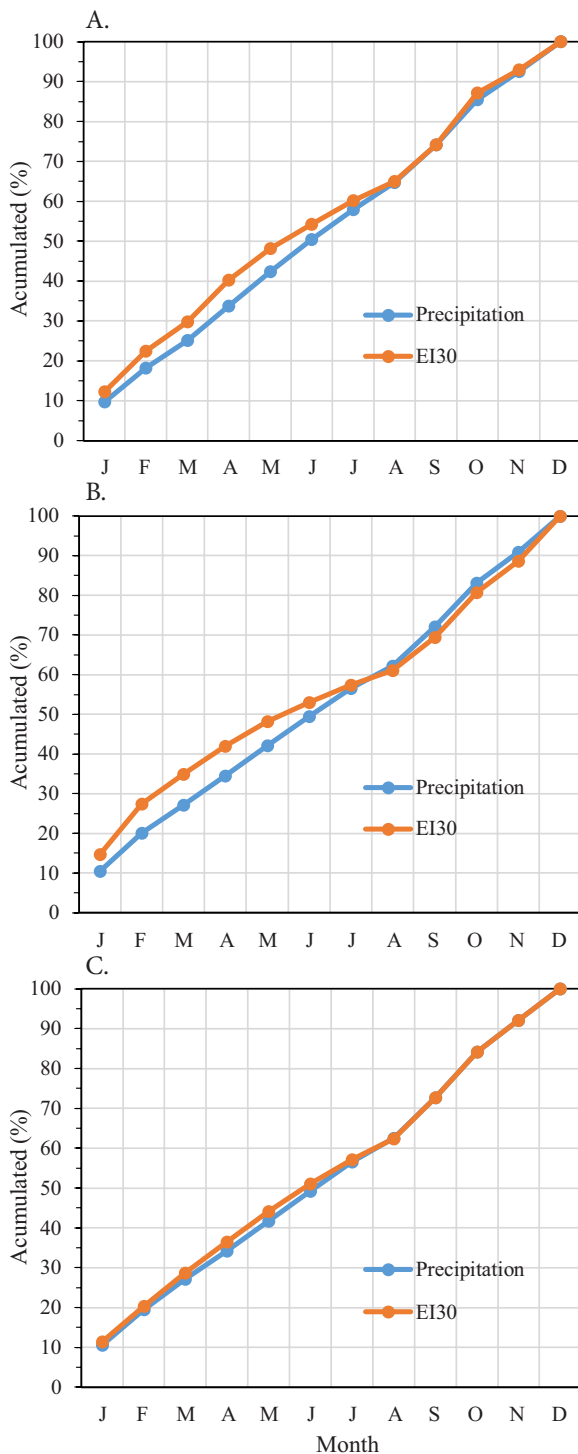 A.
100
90
80
70
60
50
40
30
20
10
0
Acumulated (%)
Precipitation
EI30
J F M A M J J A S O N D
B.
100
90
80
70
60
50
40
30
20
10
0
Acumulated (%)
Precipitation
EI30
J F M A M J J A S O N D
C.
100
90
80
70
60
50
40
30
20
10
0
Acumulated (%)
Precipitation
EI30
J F M A M J J A S O N D
Month